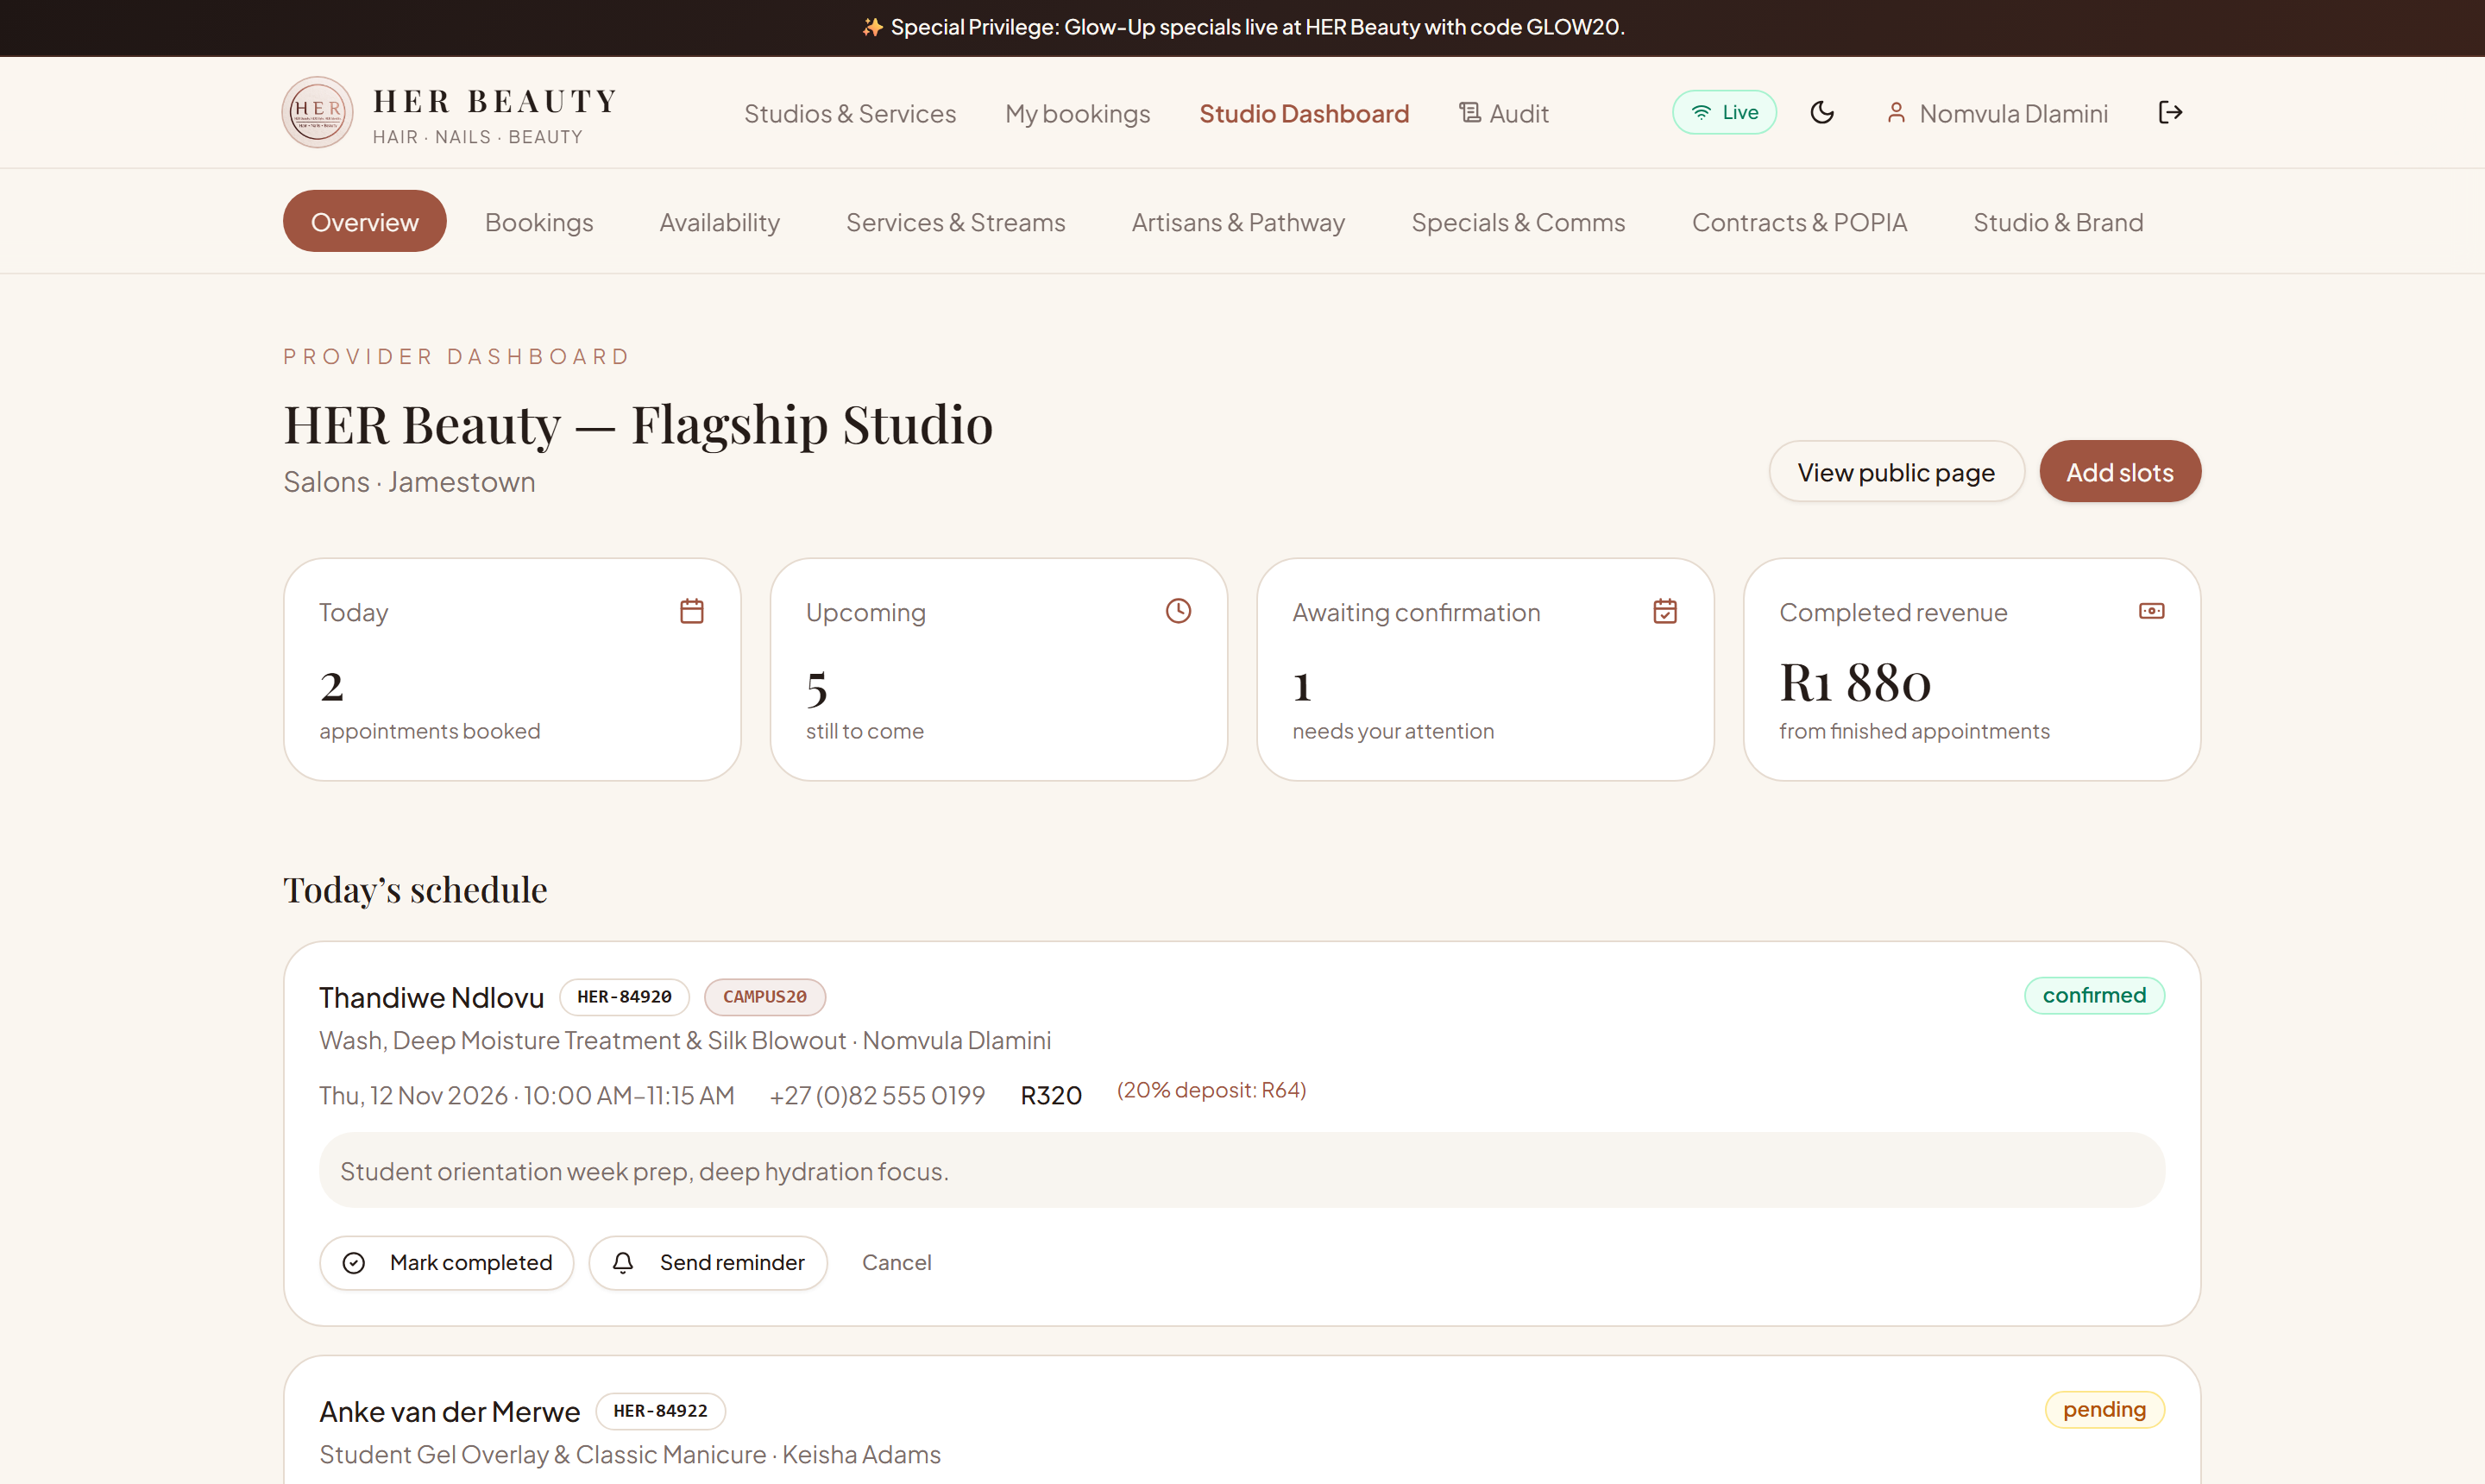 ✨ Special Privilege: Glow-Up specials live at HER Beauty with code GLOW20.
HER
HER BEAUTY
HAIR · NAILS · BEAUTY
Studios & Services
My bookings
Studio Dashboard
Audit
Live
Nomvula Dlamini
Overview
Bookings
Availability
Services & Streams
Artisans & Pathway
Specials & Comms
Contracts & POPIA
Studio & Brand
PROVIDER DASHBOARD
HER Beauty — Flagship Studio
Salons · Jamestown
View public page
Add slots
Today
2
appointments booked
Upcoming
5
still to come
Awaiting confirmation
1
needs your attention
Completed revenue
R1 880
from finished appointments
Today’s schedule
Thandiwe Ndlovu HER-84920 CAMPUS20
confirmed
Wash, Deep Moisture Treatment & Silk Blowout · Nomvula Dlamini
Thu, 12 Nov 2026 · 10:00 AM–11:15 AM +27 (0)82 555 0199 R320 (20% deposit: R64)
Student orientation week prep, deep hydration focus.
Mark completed
Send reminder
Cancel
Anke van der Merwe HER-84922
pending
Student Gel Overlay & Classic Manicure · Keisha Adams